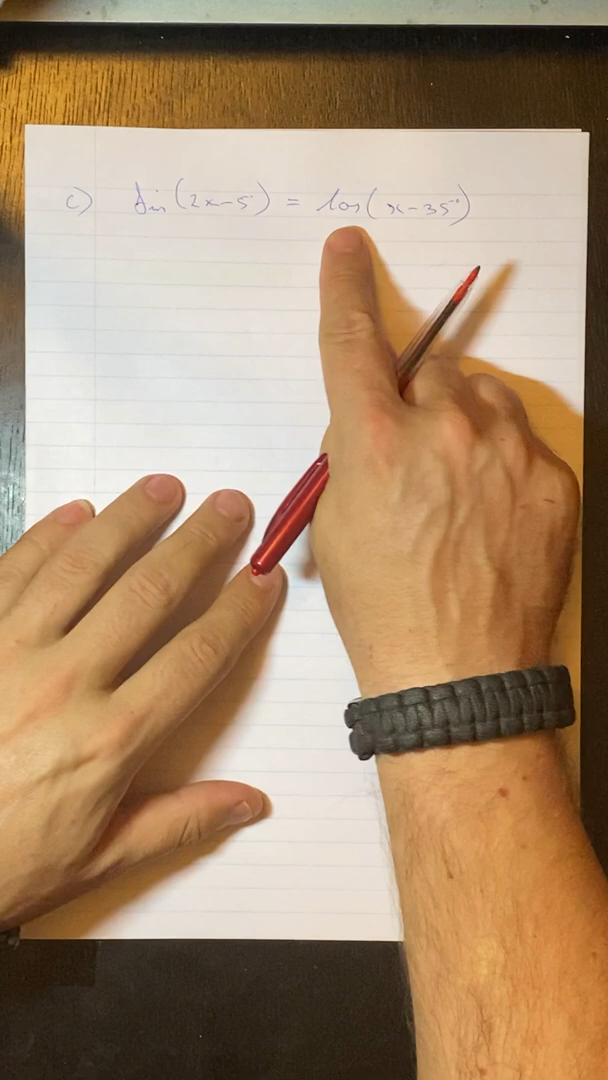 c) sin(2x-5°) = cos(x-35°)